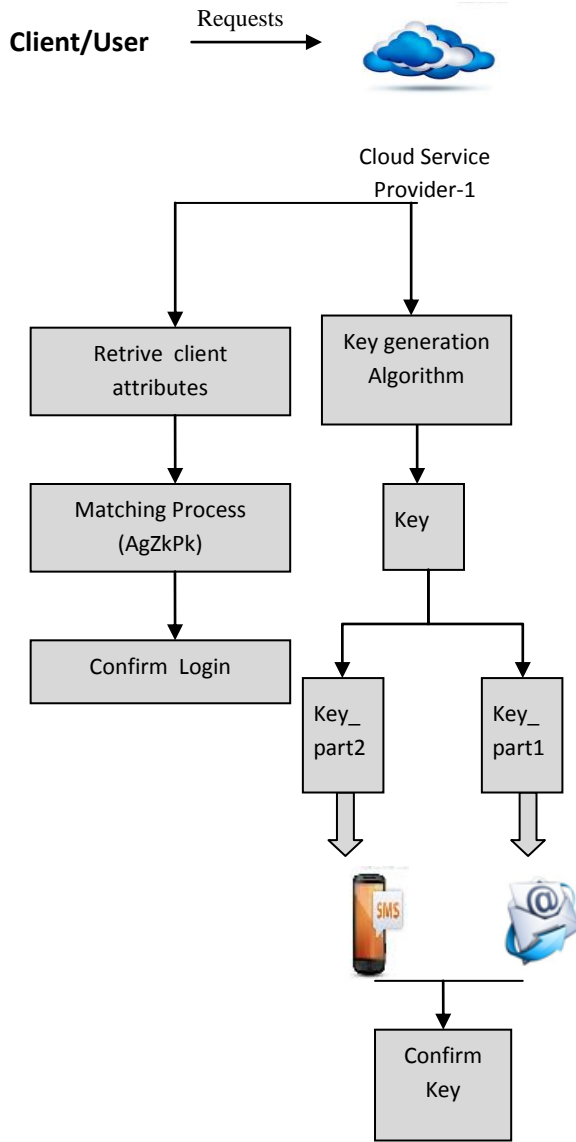 Client/User
Requests
Cloud Service
Provider-1
Retrive client
attributes
Key generation
Algorithm
Matching Process
(AgZkPk)
Key
Confirm Login
Key_
part2
Key_
part1
SMS
@
Confirm
Key